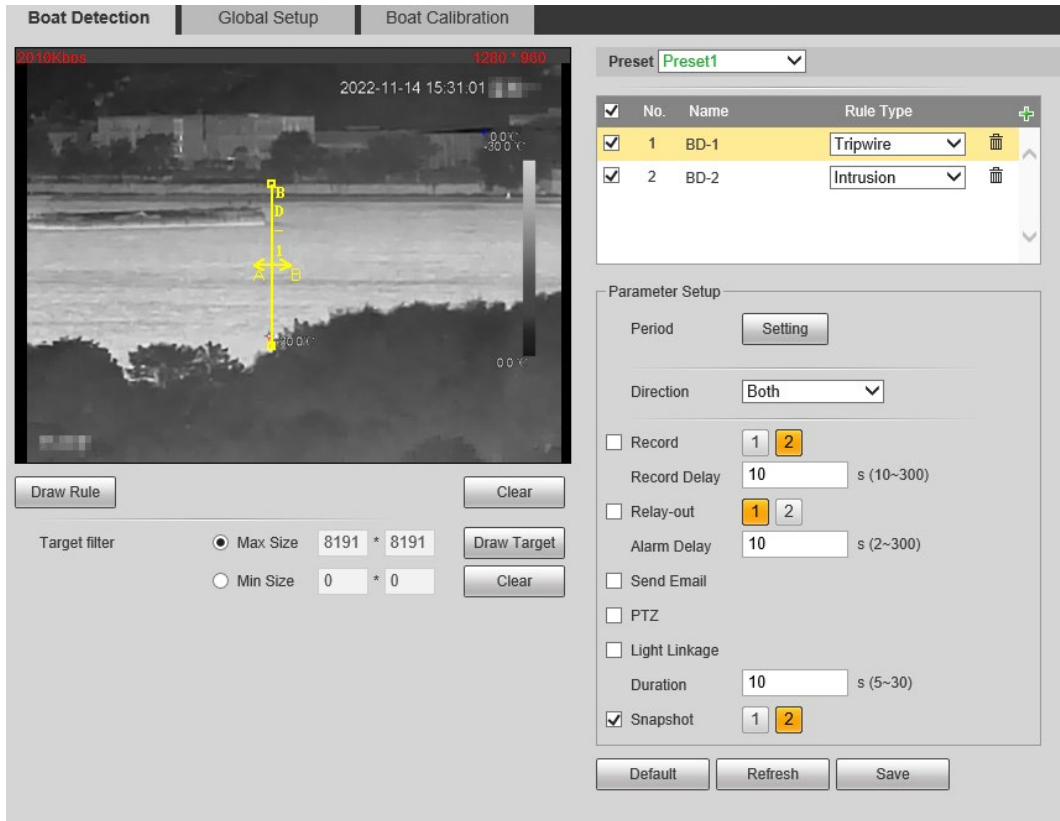 Boat Detection Global Setup Boat Calibration
2010Kbps 1280 * 960
2022-11-14 15:31:01
B
D
_
1
A B
Draw Rule Clear
Target filter Max Size 8191 * 8191 Draw Target
Min Size 0 * 0 Clear
Preset Preset1
No. Name Rule Type
1 BD-1 Tripwire
2 BD-2 Intrusion
Parameter Setup
Period Setting
Direction Both
Record 1 2
Record Delay 10 s (10~300)
Relay-out 1 2
Alarm Delay 10 s (2~300)
Send Email
PTZ
Light Linkage
Duration 10 s (5~30)
Snapshot 1 2
Default Refresh Save